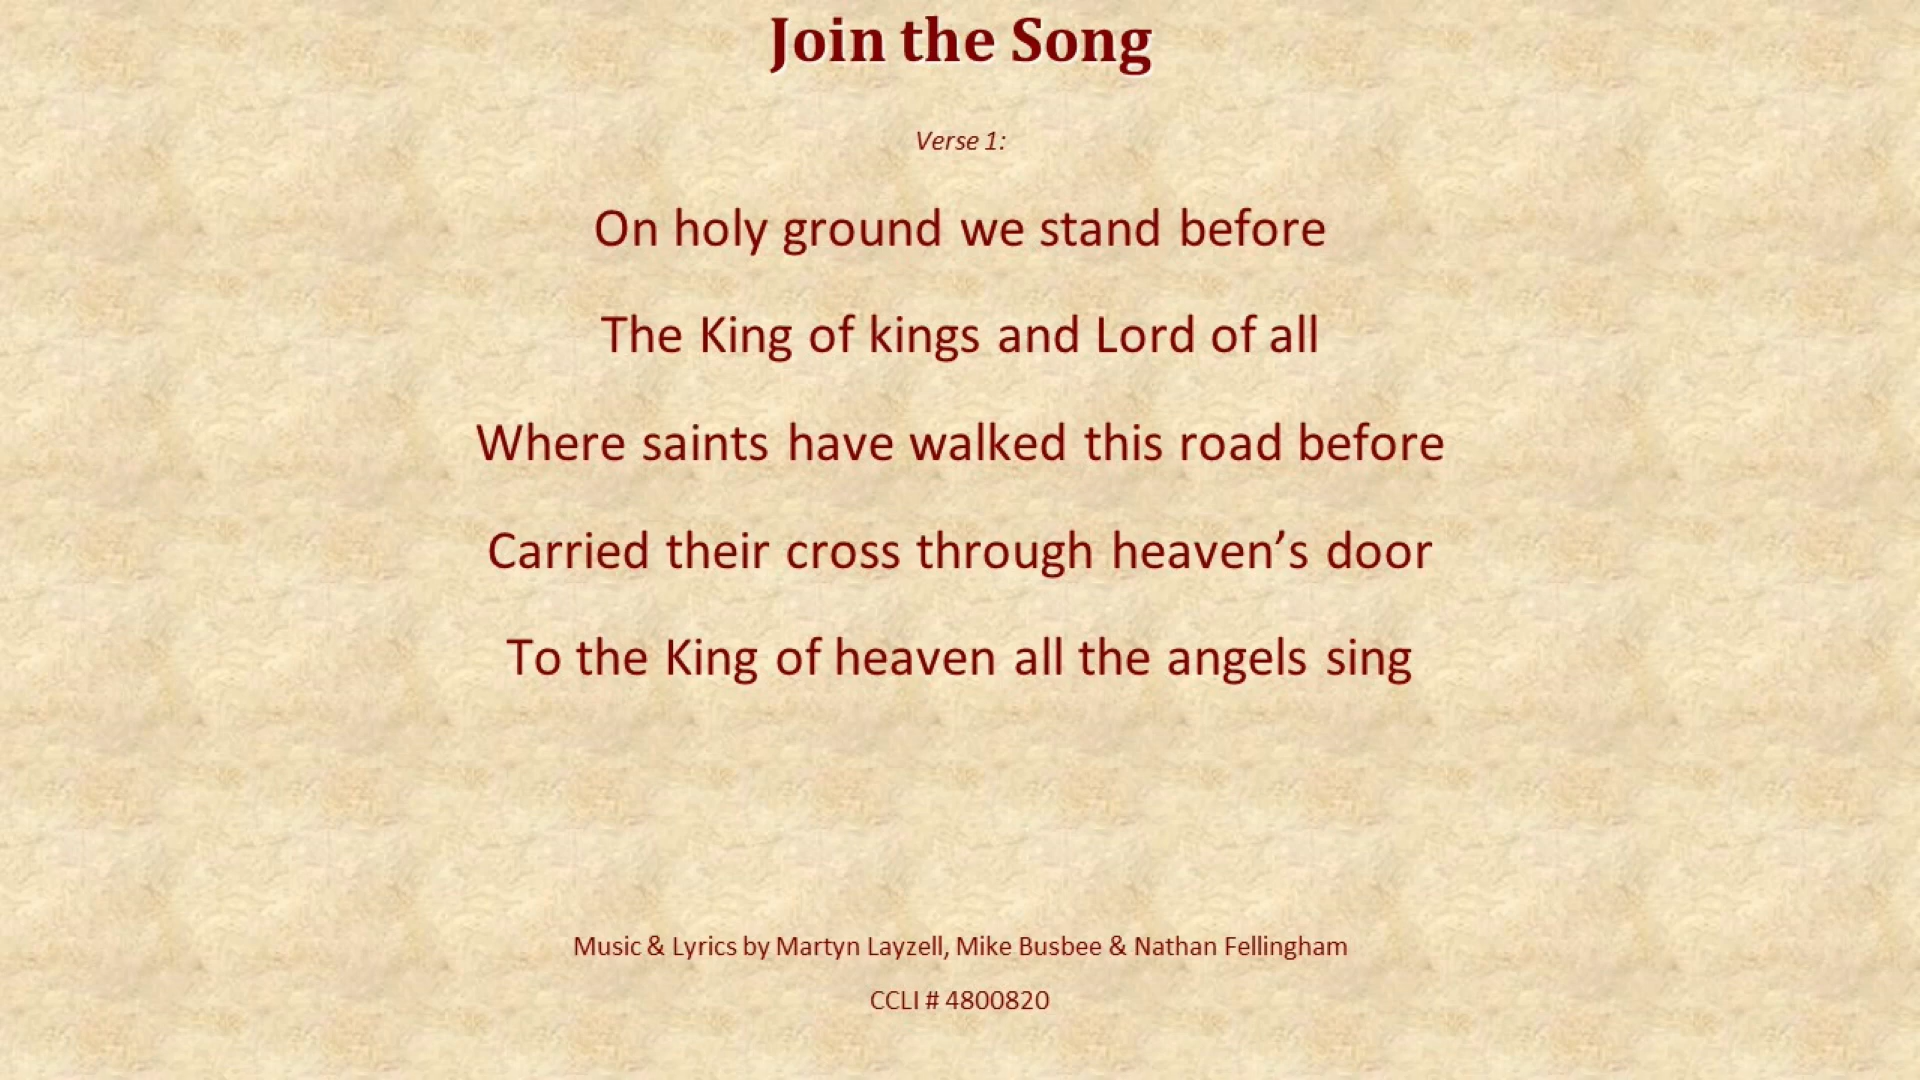 Join the Song
Verse 1:
On holy ground we stand before
The King of kings and Lord of all
Where saints have walked this road before
Carried their cross through heaven’s door
To the King of heaven all the angels sing
Music & Lyrics by Martyn Layzell, Mike Busbee & Nathan Fellingham
CCLI # 4800820